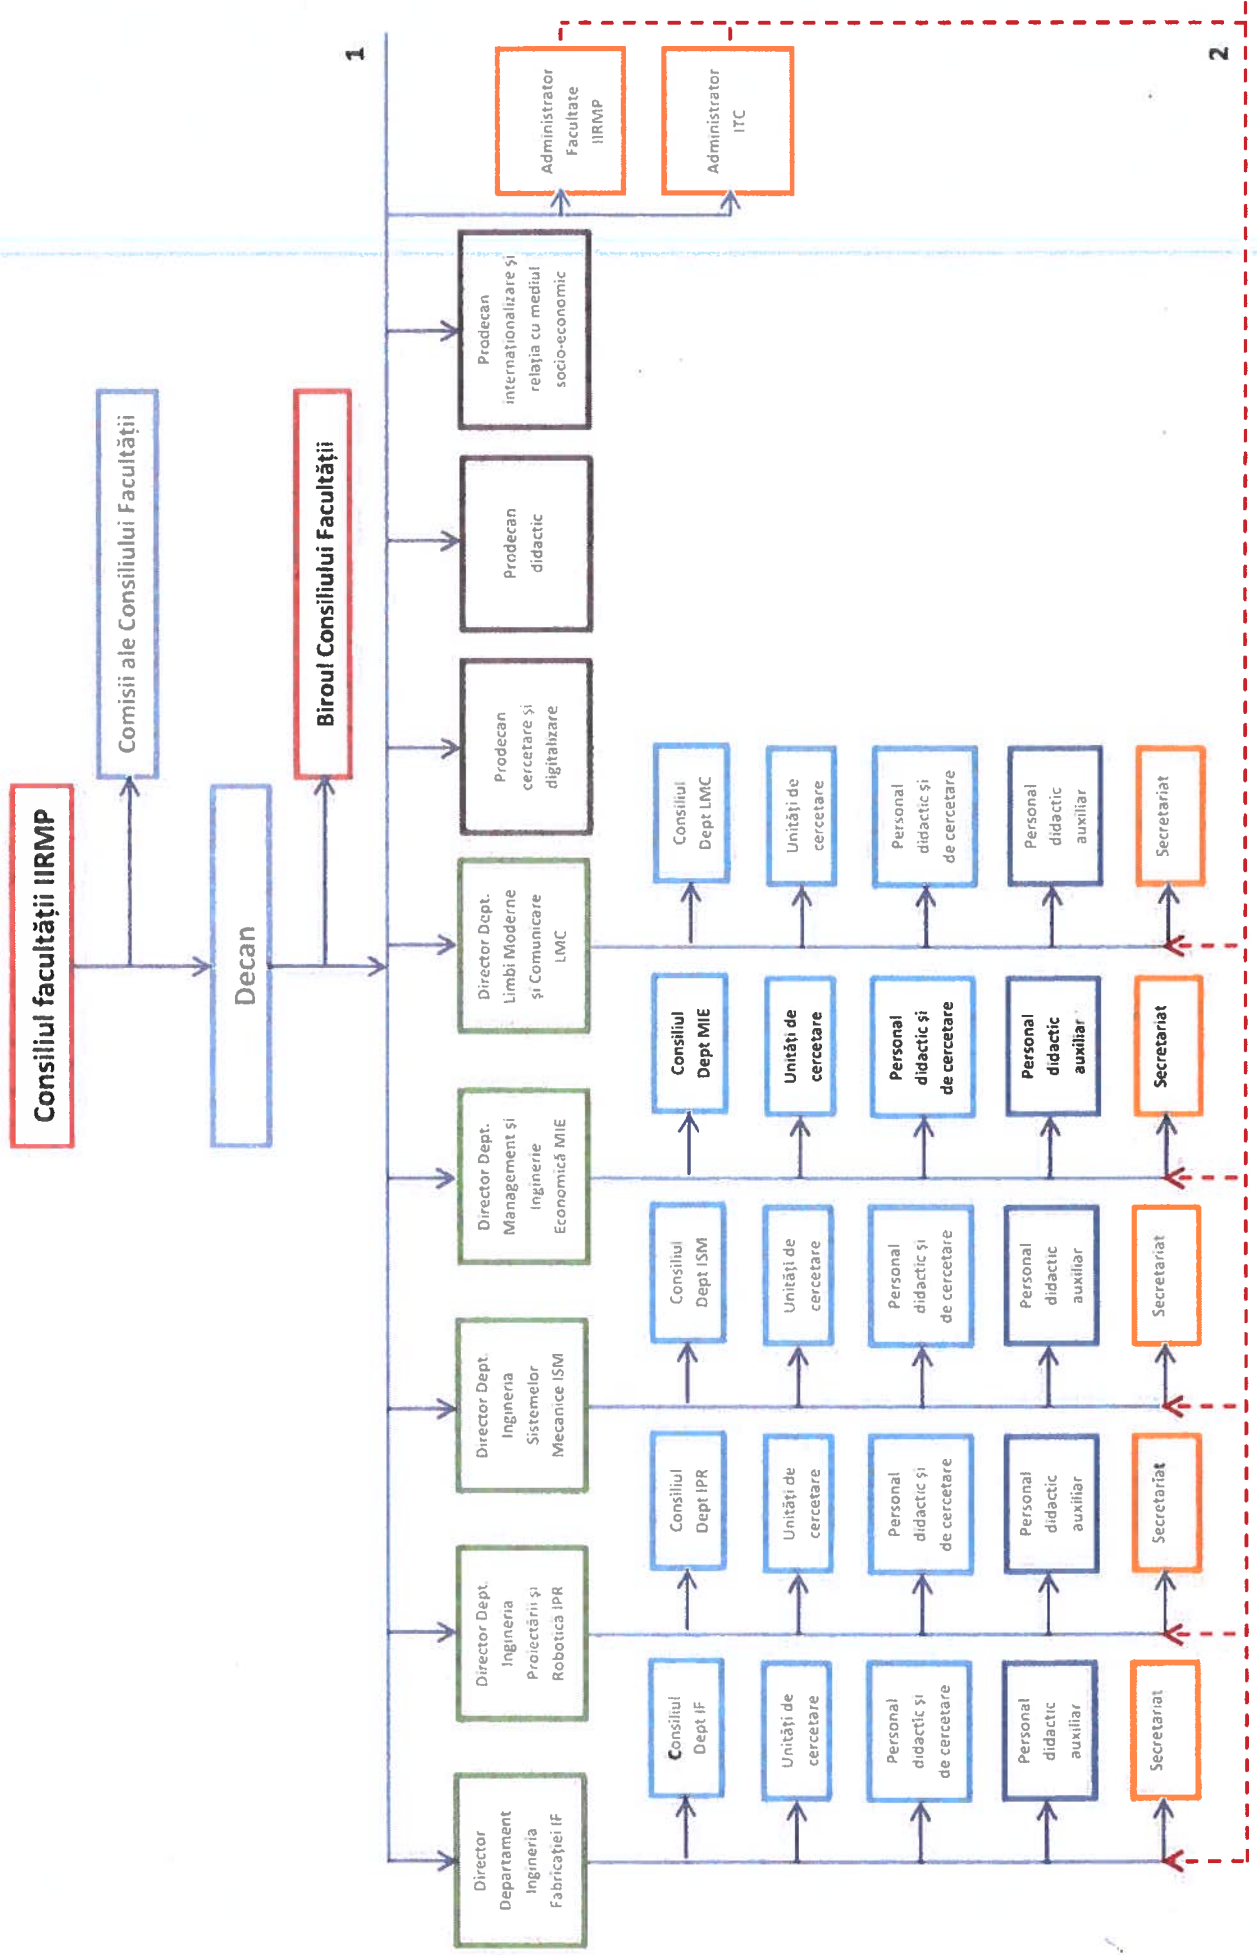 Consiliul facultății IIRMP
Comisii ale Consiliului Facultății
Decan
Biroul Consiliului Facultății
1
Director
Departament
Ingineria
Fabricației IF
Director Dept.
Ingineria
Proiectării și
Robotică IPR
Director Dept.
Ingineria
Sistemelor
Mecanice ISM
Director Dept.
Management și
Inginerie
Economică MIE
Director Dept.
Limbi Moderne
și Comunicare
LMC
Prodecan
cercetare și
digitalizare
Prodecan
didactic
Prodecan
internaționalizare și
relația cu mediul
socio-economic
Administrator
Facultate
IIRMP
Administrator
ITC
Consiliul
Dept IF
Unități de
cercetare
Personal
didactic și
de cercetare
Personal
didactic
auxiliar
Secretariat
Consiliul
Dept IPR
Unități de
cercetare
Personal
didactic și
de cercetare
Personal
didactic
auxiliar
Secretariat
Consiliul
Dept ISM
Unități de
cercetare
Personal
didactic și
de cercetare
Personal
didactic
auxiliar
Secretariat
Consiliul
Dept MIE
Unități de
cercetare
Personal
didactic și
de cercetare
Personal
didactic
auxiliar
Secretariat
Consiliul
Dept LMC
Unități de
cercetare
Personal
didactic și
de cercetare
Personal
didactic
auxiliar
Secretariat
2